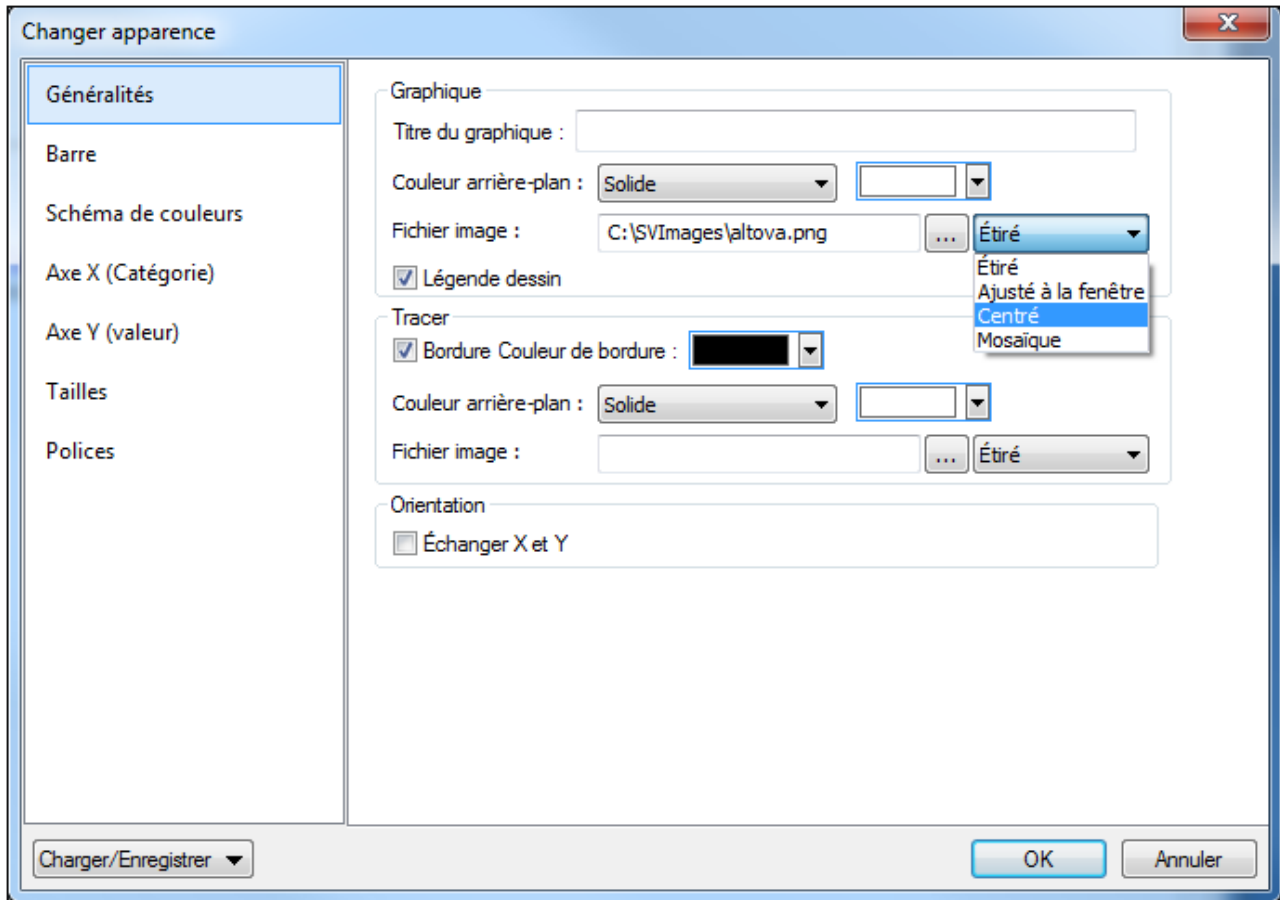 Changer apparence
Généralités
Barre
Schéma de couleurs
Axe X (Catégorie)
Axe Y (valeur)
Tailles
Polices
Graphique
Titre du graphique :
Couleur arrière-plan : Solide
Fichier image : C:\SVImages\altova.png ... Étiré
Étiré
Ajusté à la fenêtre
Centré
Mosaïque
Légende dessin
Tracer
Bordure Couleur de bordure :
Couleur arrière-plan : Solide
Fichier image : ... Étiré
Orientation
Échanger X et Y
Charger/Enregistrer
OK
Annuler